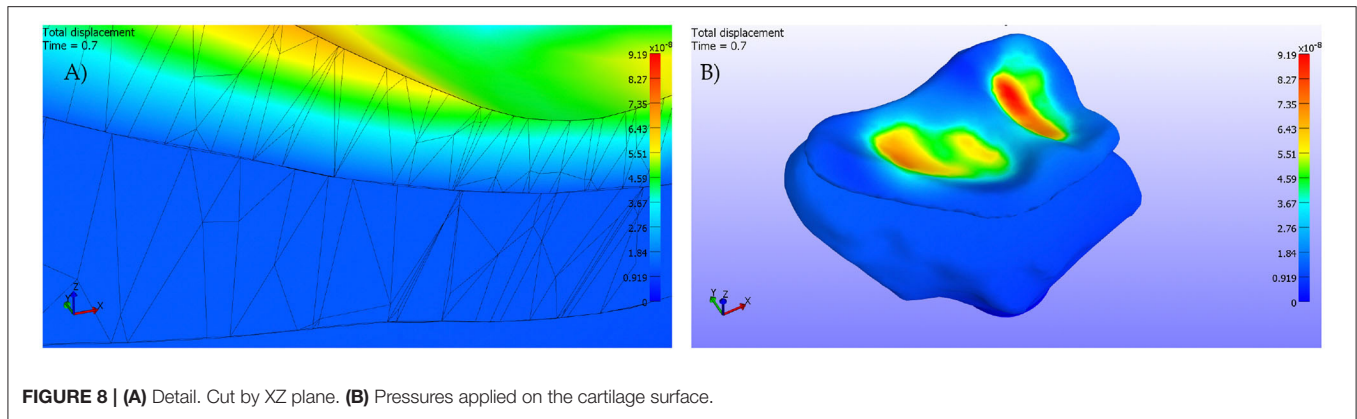 Total displacement
Time = 0.7
A)
×10⁻⁸
9.19
8.27
7.35
6.43
5.51
4.59
3.67
2.76
1.84
0.919
0
Z
Y
X
Total displacement
Time = 0.7
B)
×10⁻⁸
9.19
8.27
7.35
6.43
5.51
4.59
3.67
2.76
1.84
0.919
0
Y
Z
X
FIGURE 8 | (A) Detail. Cut by XZ plane. (B) Pressures applied on the cartilage surface.